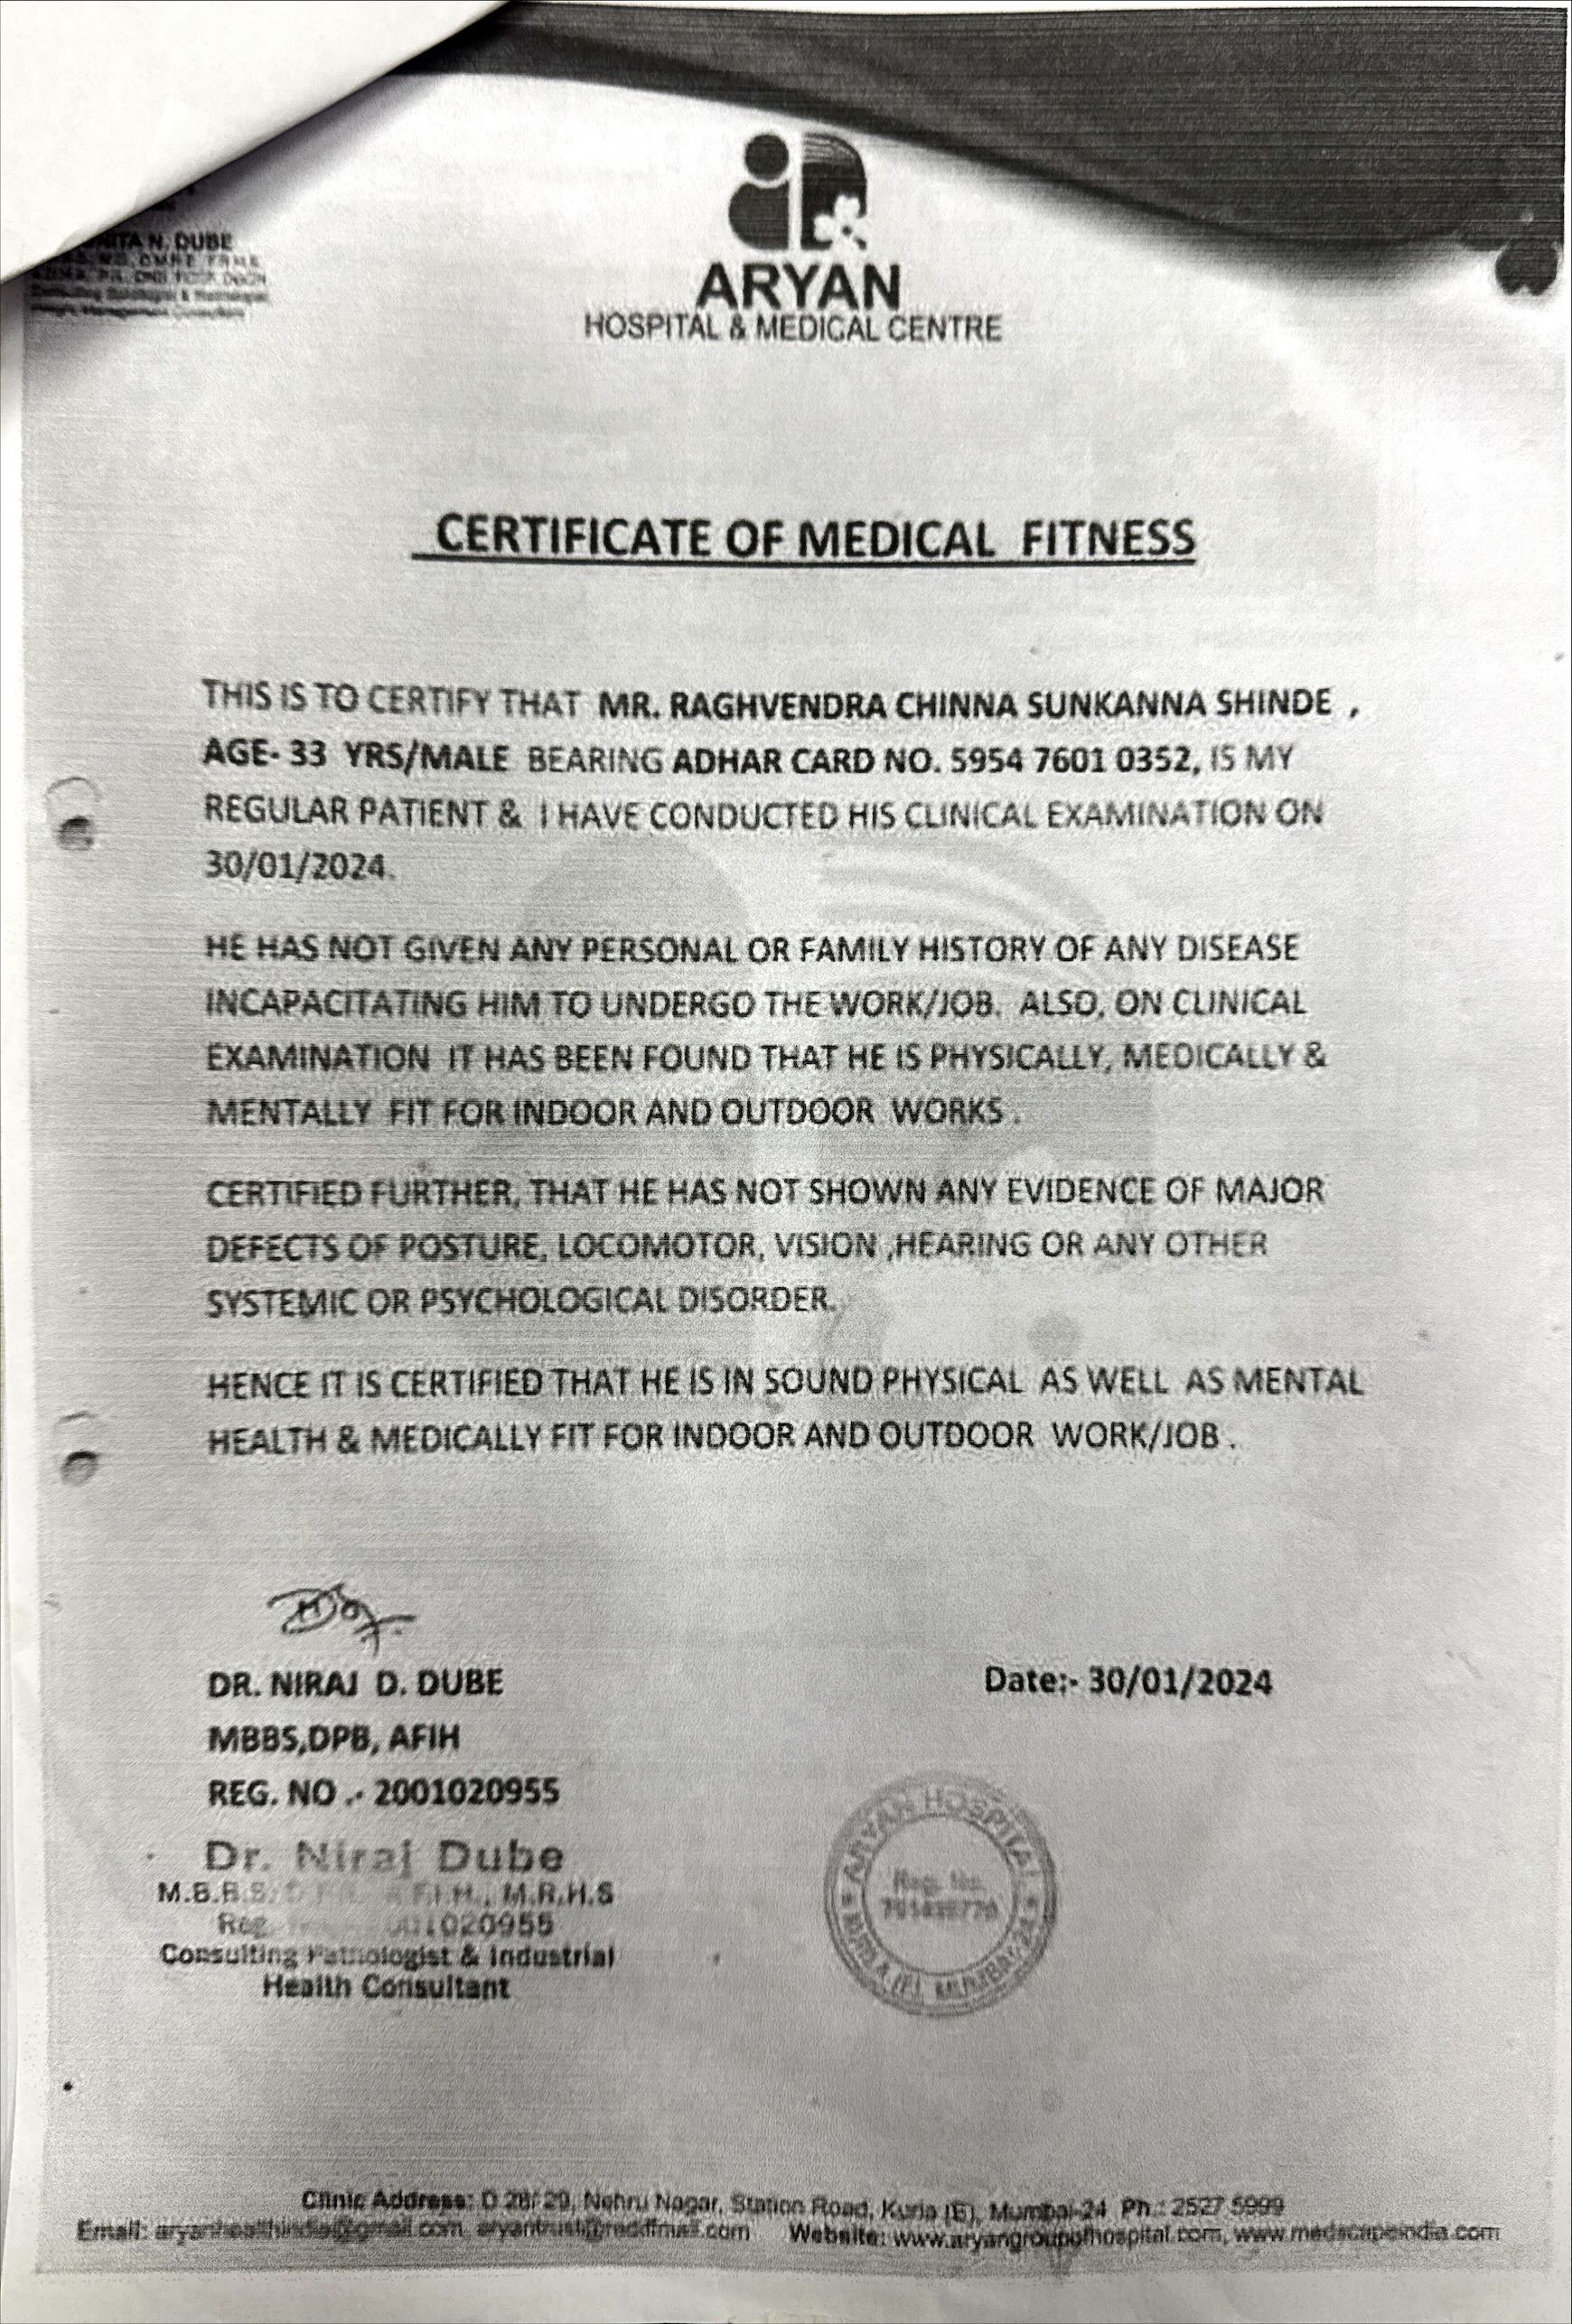 N. DUBE
ARYAN
HOSPITAL & MEDICAL CENTRE
CERTIFICATE OF MEDICAL FITNESS
THIS IS TO CERTIFY THAT MR. RAGHVENDRA CHINNA SUNKANNA SHINDE ,
AGE- 33 YRS/MALE BEARING ADHAR CARD NO. 5954 7601 0352, IS MY
REGULAR PATIENT & I HAVE CONDUCTED HIS CLINICAL EXAMINATION ON
30/01/2024.
HE HAS NOT GIVEN ANY PERSONAL OR FAMILY HISTORY OF ANY DISEASE
INCAPACITATING HIM TO UNDERGO THE WORK/JOB. ALSO, ON CLINICAL
EXAMINATION IT HAS BEEN FOUND THAT HE IS PHYSICALLY, MEDICALLY &
MENTALLY FIT FOR INDOOR AND OUTDOOR WORKS .
CERTIFIED FURTHER, THAT HE HAS NOT SHOWN ANY EVIDENCE OF MAJOR
DEFECTS OF POSTURE, LOCOMOTOR, VISION ,HEARING OR ANY OTHER
SYSTEMIC OR PSYCHOLOGICAL DISORDER.
HENCE IT IS CERTIFIED THAT HE IS IN SOUND PHYSICAL AS WELL AS MENTAL
HEALTH & MEDICALLY FIT FOR INDOOR AND OUTDOOR WORK/JOB .
DR. NIRAJ D. DUBE
Date:- 30/01/2024
MBBS,DPB, AFIH
REG. NO .- 2001020955
Dr. Niraj Dube
M.R.H.S
Consulting Pathologist & Industrial
Health Consultant
ARYAN HOSPITAL
Reg. No.
KURLA (E), MUMBAI-24
Clinic Address: D 28/ 29, Nehru Nagar, Station Road, Kurla (E), Mumbai-24 Ph.: 2527 5999
Email: aryanhealthindia@gmail.com, aryantrust@rediffmail.com Website: www.aryangroupofhospital.com, www.medscapeindia.com